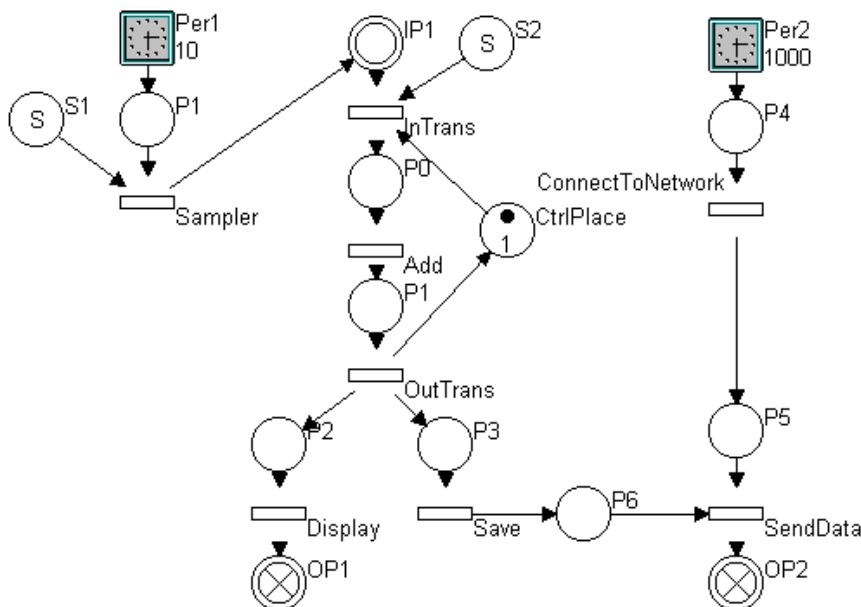 Per1
10
IP1
S
S2
Per2
1000
S
S1
P1
P4
InTrans
P0
ConnectToNetwork
Sampler
CtrlPlace
1
Add
P1
OutTrans
P2
P3
P5
P6
Display
Save
SendData
OP1
OP2